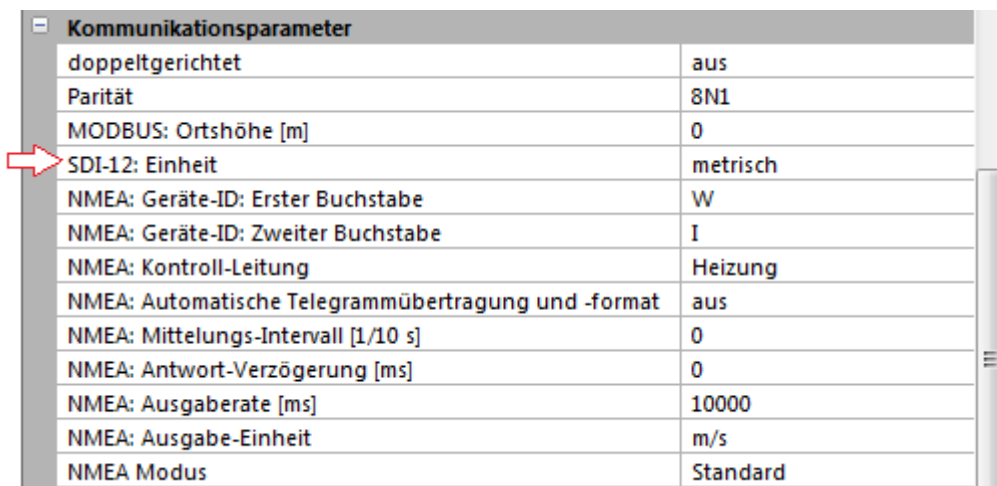 Kommunikationsparameter
doppeltgerichtet aus
Parität 8N1
MODBUS: Ortshöhe [m] 0
SDI-12: Einheit metrisch
NMEA: Geräte-ID: Erster Buchstabe W
NMEA: Geräte-ID: Zweiter Buchstabe I
NMEA: Kontroll-Leitung Heizung
NMEA: Automatische Telegrammübertragung und -format aus
NMEA: Mittelungs-Intervall [1/10 s] 0
NMEA: Antwort-Verzögerung [ms] 0
NMEA: Ausgaberate [ms] 10000
NMEA: Ausgabe-Einheit m/s
NMEA Modus Standard